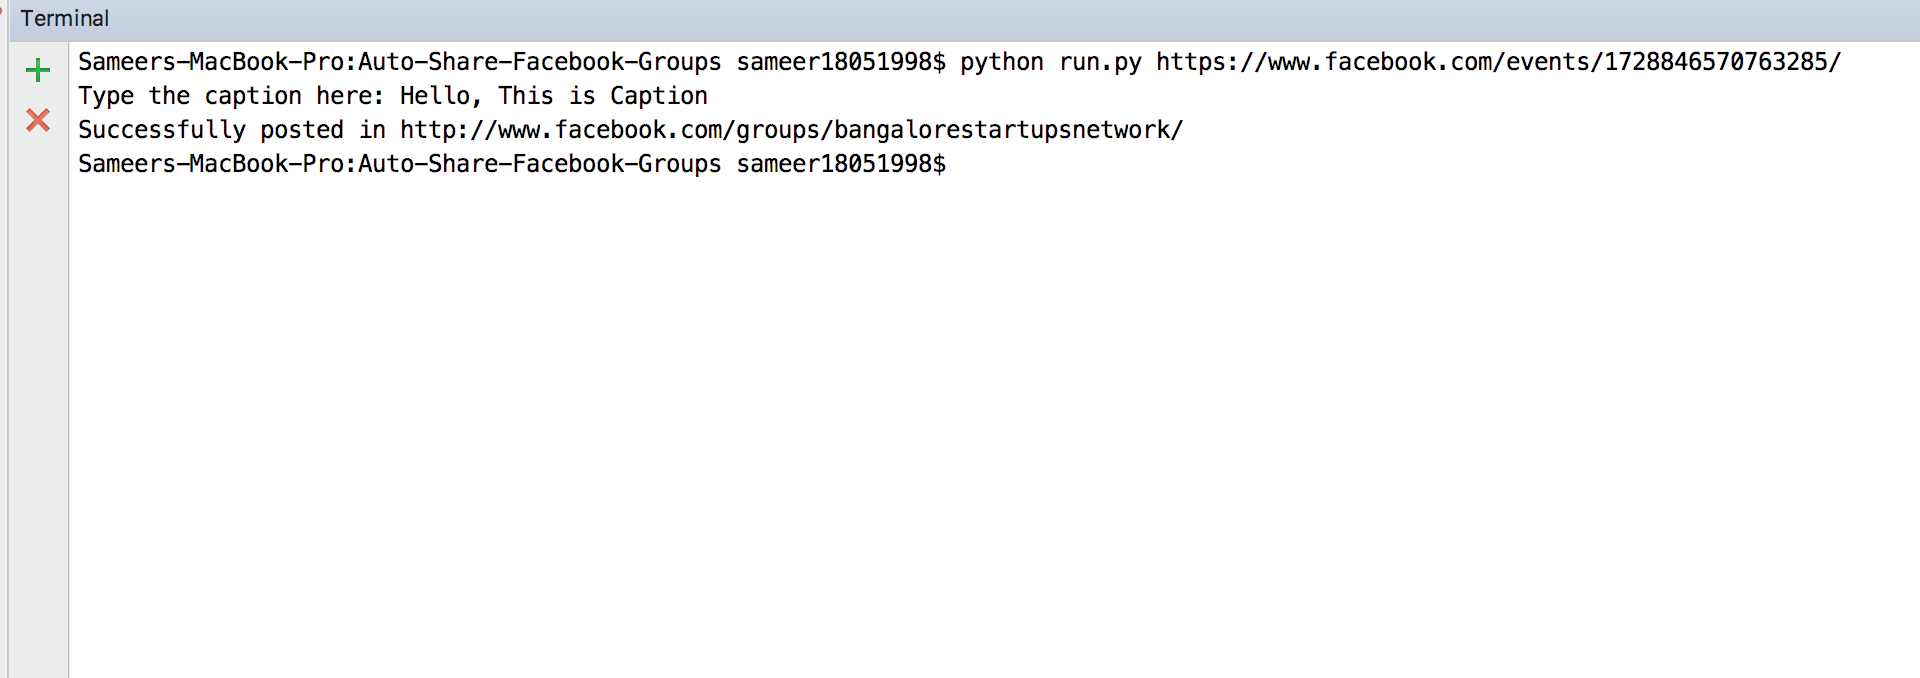 Terminal
Sameers-MacBook-Pro:Auto-Share-Facebook-Groups sameer18051998$ python run.py https://www.facebook.com/events/1728846570763285/
Type the caption here: Hello, This is Caption
Successfully posted in http://www.facebook.com/groups/bangalorestartupsnetwork/
Sameers-MacBook-Pro:Auto-Share-Facebook-Groups sameer18051998$